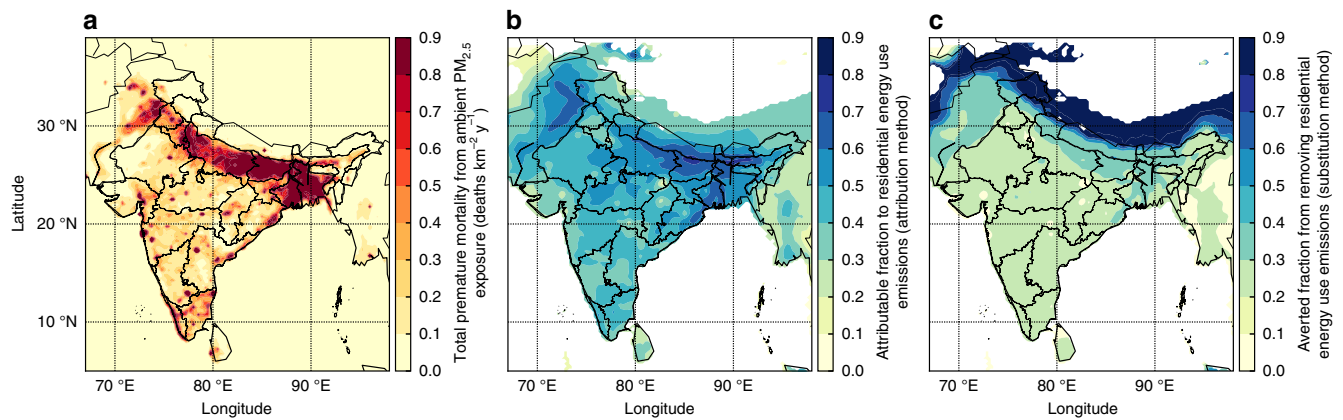 a
Latitude
30 °N
20 °N
10 °N
70 °E
80 °E
90 °E
Longitude
0.9
0.8
0.7
0.6
0.5
0.4
0.3
0.2
0.1
0.0
Total premature mortality from ambient PM2.5
exposure (deaths km−2 y−1)
b
70 °E
80 °E
90 °E
Longitude
0.9
0.8
0.7
0.6
0.5
0.4
0.3
0.2
0.1
0.0
Attributable fraction to residential energy use
emissions (attribution method)
c
70 °E
80 °E
90 °E
Longitude
0.9
0.8
0.7
0.6
0.5
0.4
0.3
0.2
0.1
0.0
Averted fraction from removing residential
energy use emissions (substitution method)